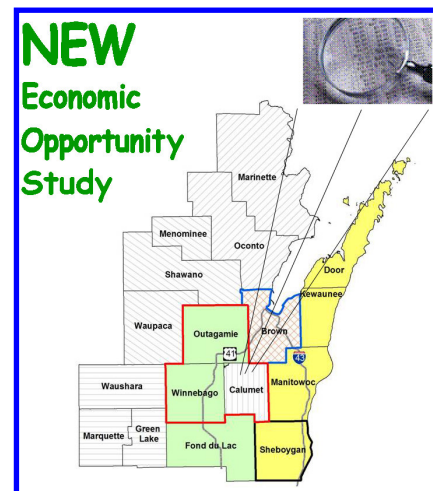 NEW
Economic
Opportunity
Study
Marinette
Menominee
Oconto
Shawano
Door
Kewaunee
Waupaca
Outagamie
Brown
41
43
Waushara
Winnebago
Calumet
Manitowoc
Marquette
Green
Lake
Fond du Lac
Sheboygan